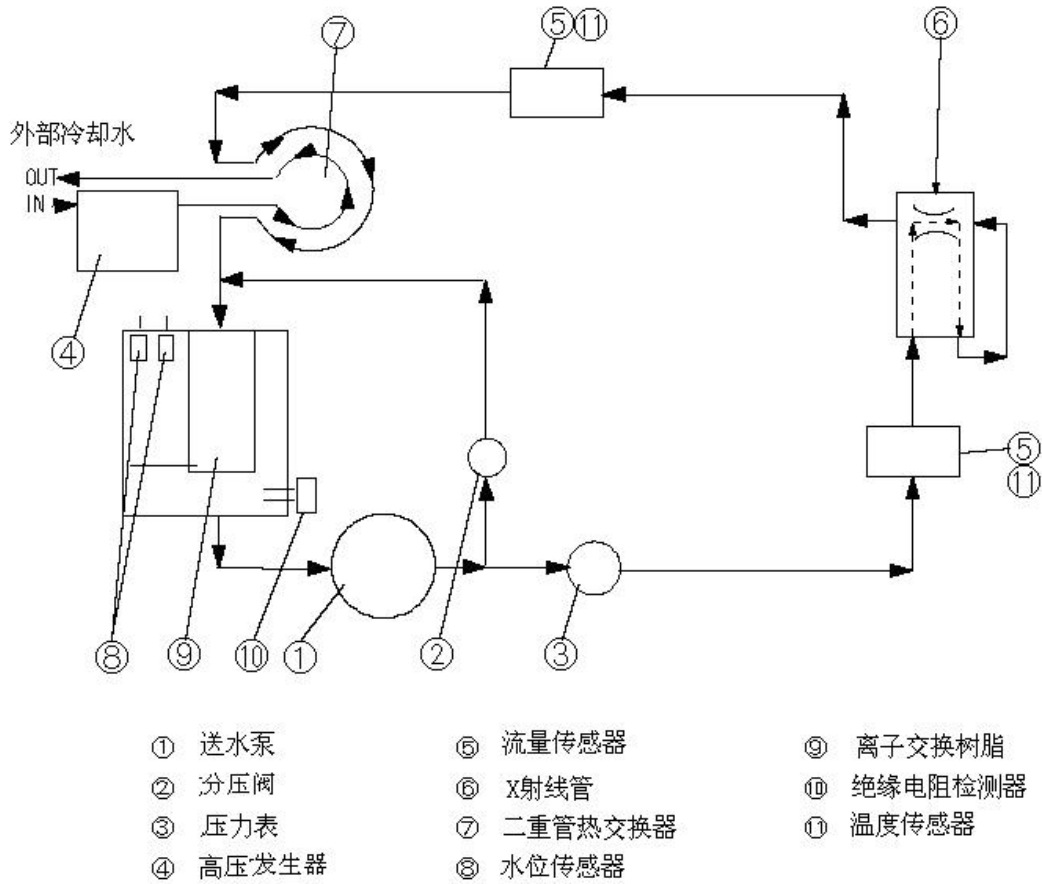 ⑤⑪
⑥
⑦
外部冷却水
OUT
IN
④
⑤
⑪
⑧
⑨
⑩
①
②
③
① 送水泵
② 分压阀
③ 压力表
④ 高压发生器
⑤ 流量传感器
⑥ X射线管
⑦ 二重管热交换器
⑧ 水位传感器
⑨ 离子交换树脂
⑩ 绝缘电阻检测器
⑪ 温度传感器